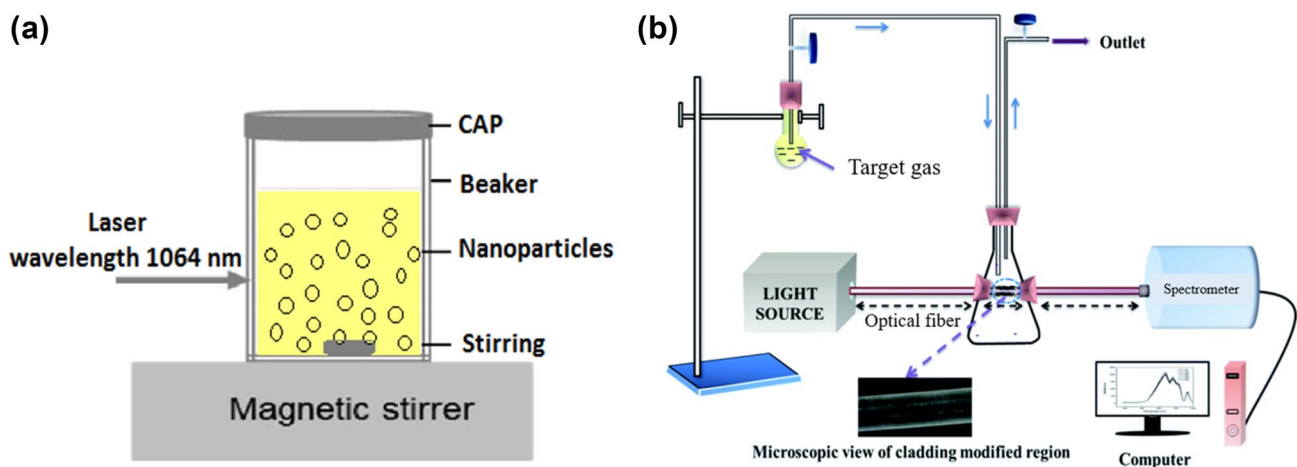 (a)
CAP
Beaker
Laser
wavelength 1064 nm
Nanoparticles
Stirring
Magnetic stirrer
(b)
Outlet
Target gas
LIGHT
SOURCE
Optical fiber
Spectrometer
Microscopic view of cladding modified region
Computer